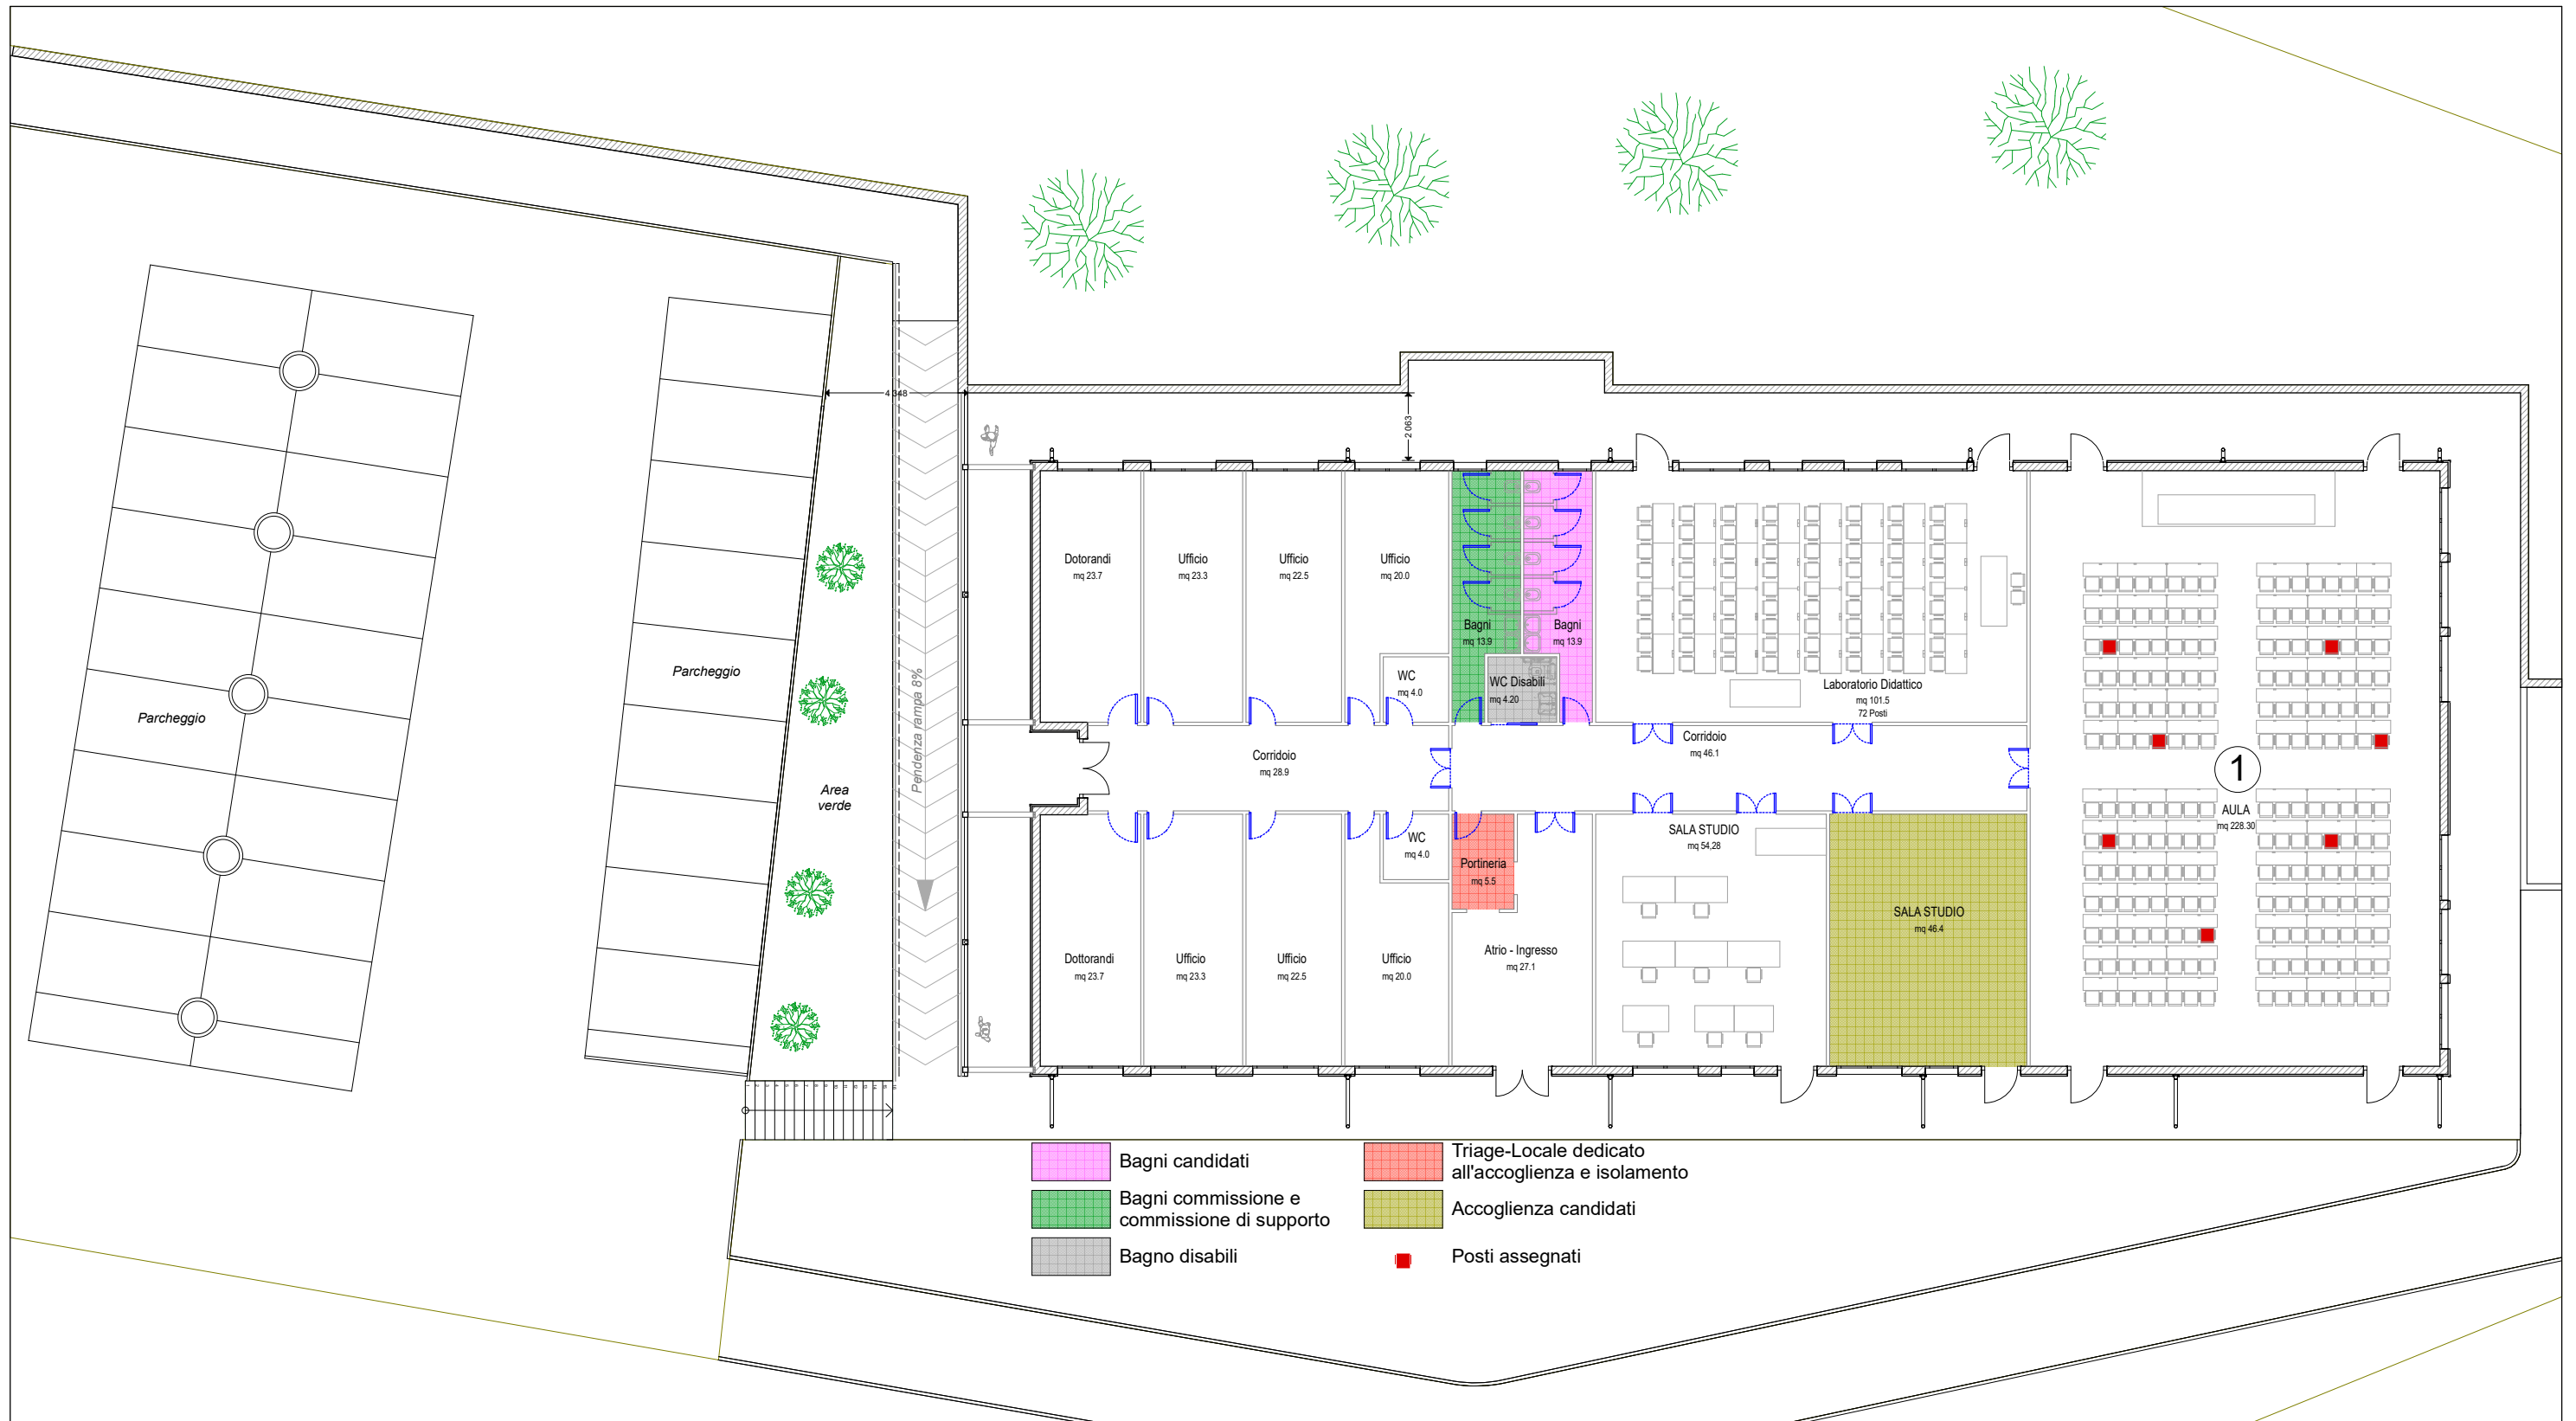 4 348
2 063
Dotorandi
mq 23.7
Ufficio
mq 23.3
Ufficio
mq 22.5
Ufficio
mq 20.0
Bagni
mq 13.9
Bagni
mq 13.9
WC
mq 4.0
WC Disabili
mq 4.20
Laboratorio Didattico
mq 101.5
72 Posti
Parcheggio
Parcheggio
Pendenza rampa 8%
Area
verde
Corridoio
mq 28.9
Corridoio
mq 46.1
1
AULA
mq 228.30
WC
mq 4.0
Portineria
mq 5.5
SALA STUDIO
mq 54,28
SALA STUDIO
mq 46.4
Dottorandi
mq 23.7
Ufficio
mq 23.3
Ufficio
mq 22.5
Ufficio
mq 20.0
Atrio - Ingresso
mq 27.1
Bagni candidati
Bagni commissione e
commissione di supporto
Bagno disabili
Triage-Locale dedicato
all'accoglienza e isolamento
Accoglienza candidati
Posti assegnati